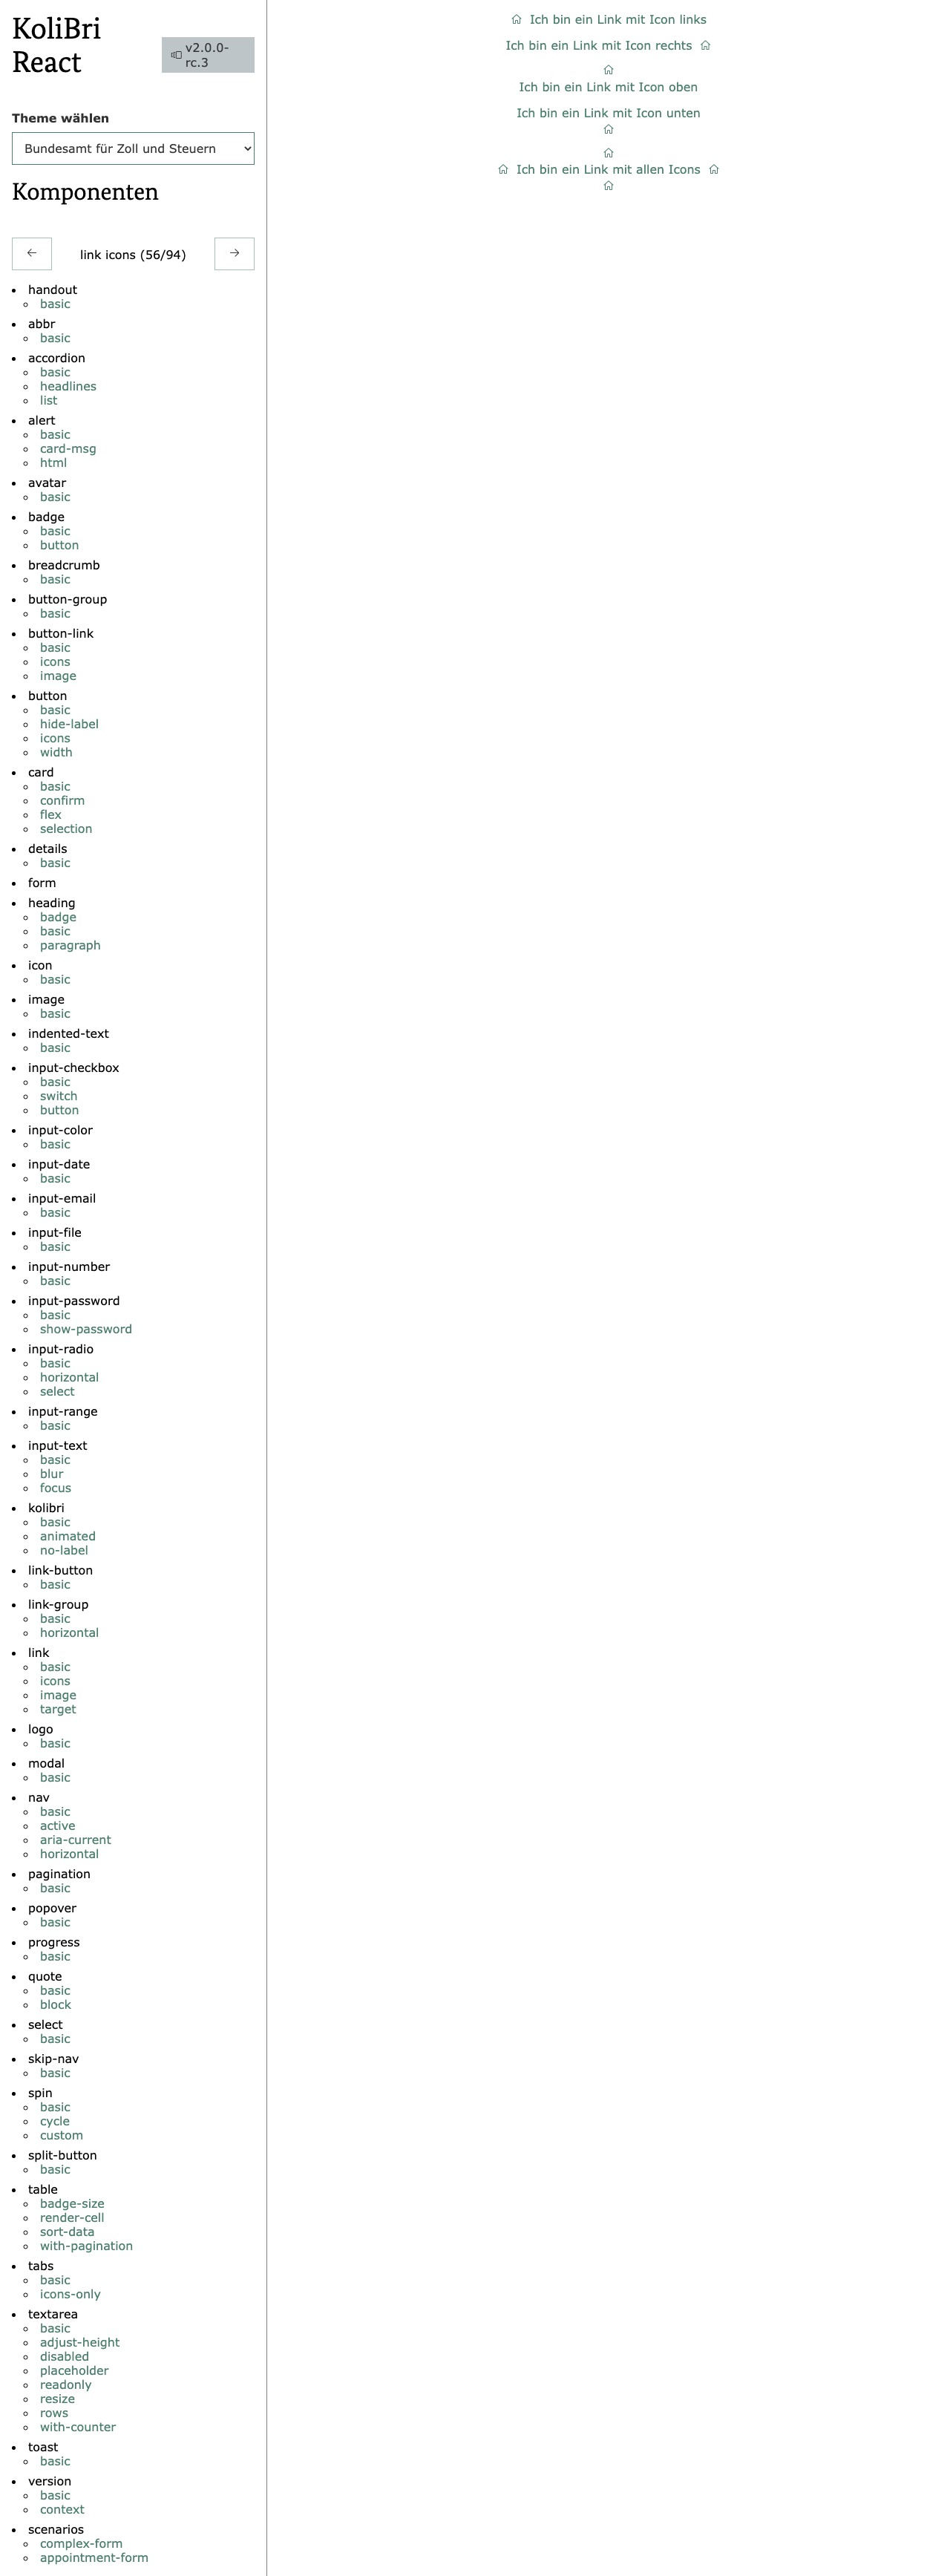 KoliBri
React
v2.0.0-
rc.3
Theme wählen
Bundesamt für Zoll und Steuern
Komponenten
link icons (56/94)
handout
basic
abbr
basic
accordion
basic
headlines
list
alert
basic
card-msg
html
avatar
basic
badge
basic
button
breadcrumb
basic
button-group
basic
button-link
basic
icons
image
button
basic
hide-label
icons
width
card
basic
confirm
flex
selection
details
basic
form
heading
badge
basic
paragraph
icon
basic
image
basic
indented-text
basic
input-checkbox
basic
switch
button
input-color
basic
input-date
basic
input-email
basic
input-file
basic
input-number
basic
input-password
basic
show-password
input-radio
basic
horizontal
select
input-range
basic
input-text
basic
blur
focus
kolibri
basic
animated
no-label
link-button
basic
link-group
basic
horizontal
link
basic
icons
image
target
logo
basic
modal
basic
nav
basic
active
aria-current
horizontal
pagination
basic
popover
basic
progress
basic
quote
basic
block
select
basic
skip-nav
basic
spin
basic
cycle
custom
split-button
basic
table
badge-size
render-cell
sort-data
with-pagination
tabs
basic
icons-only
textarea
basic
adjust-height
disabled
placeholder
readonly
resize
rows
with-counter
toast
basic
version
basic
context
scenarios
complex-form
appointment-form
Ich bin ein Link mit Icon links
Ich bin ein Link mit Icon rechts
Ich bin ein Link mit Icon oben
Ich bin ein Link mit Icon unten
Ich bin ein Link mit allen Icons